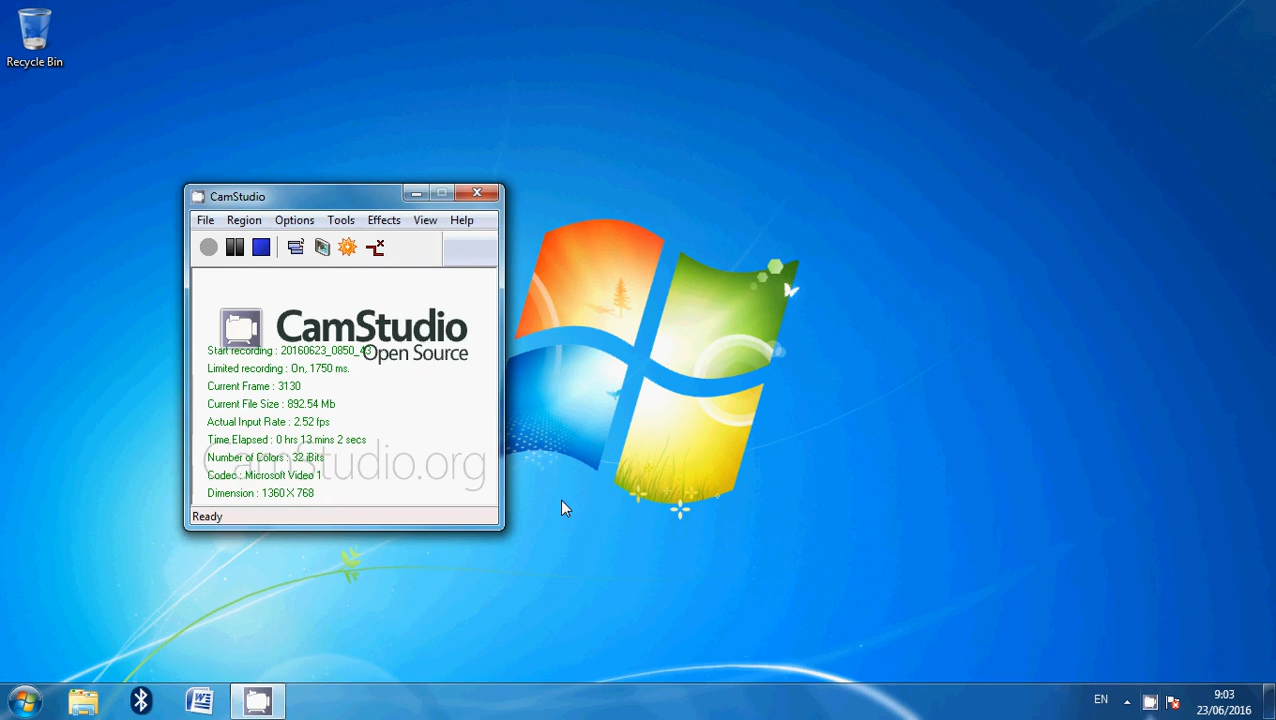 Recycle Bin
CamStudio
File Region Options Tools Effects View Help
CamStudio
Open Source
Start recording : 20160623_0850_43
Limited recording : On, 1750 ms.
Current Frame : 3130
Current File Size : 892.54 Mb
Actual Input Rate : 2.52 fps
Time Elapsed : 0 hrs 13 mins 2 secs
Number of Colors : 32 iBits
CamStudio.org
Codec : Microsoft Video 1
Dimension : 1360 X 768
Ready
EN
9:03
23/06/2016